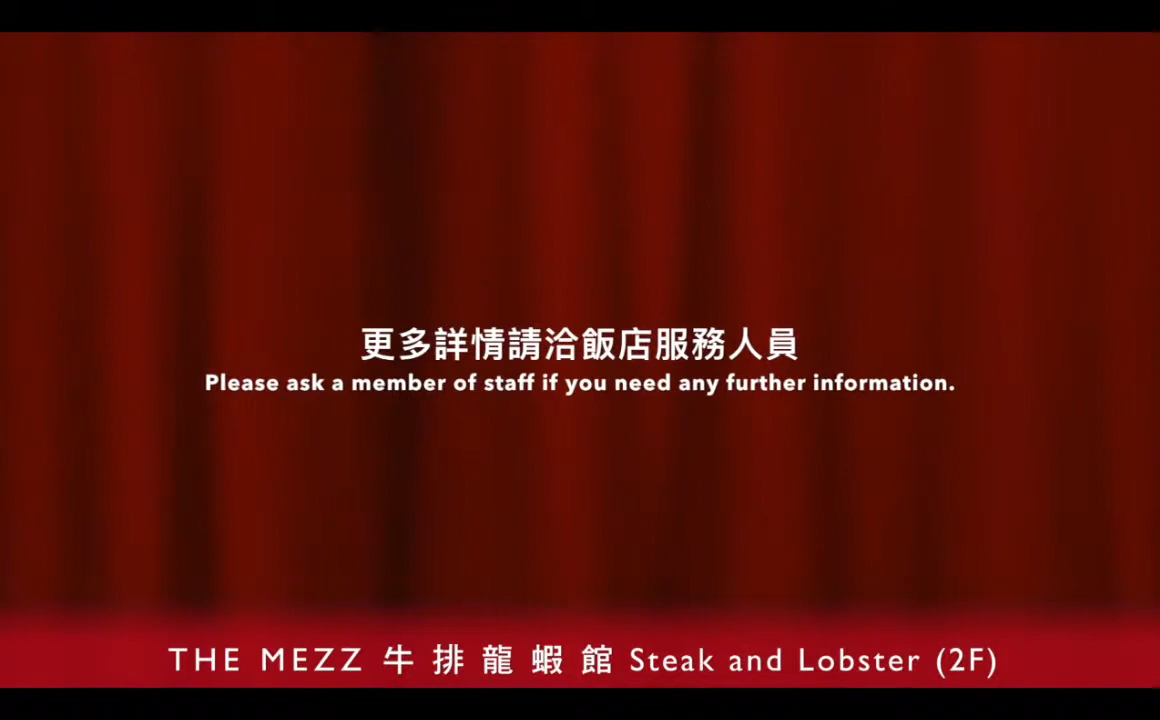 更多詳情請洽飯店服務人員
Please ask a member of staff if you need any further information.
THE MEZZ 牛排龍蝦館 Steak and Lobster (2F)